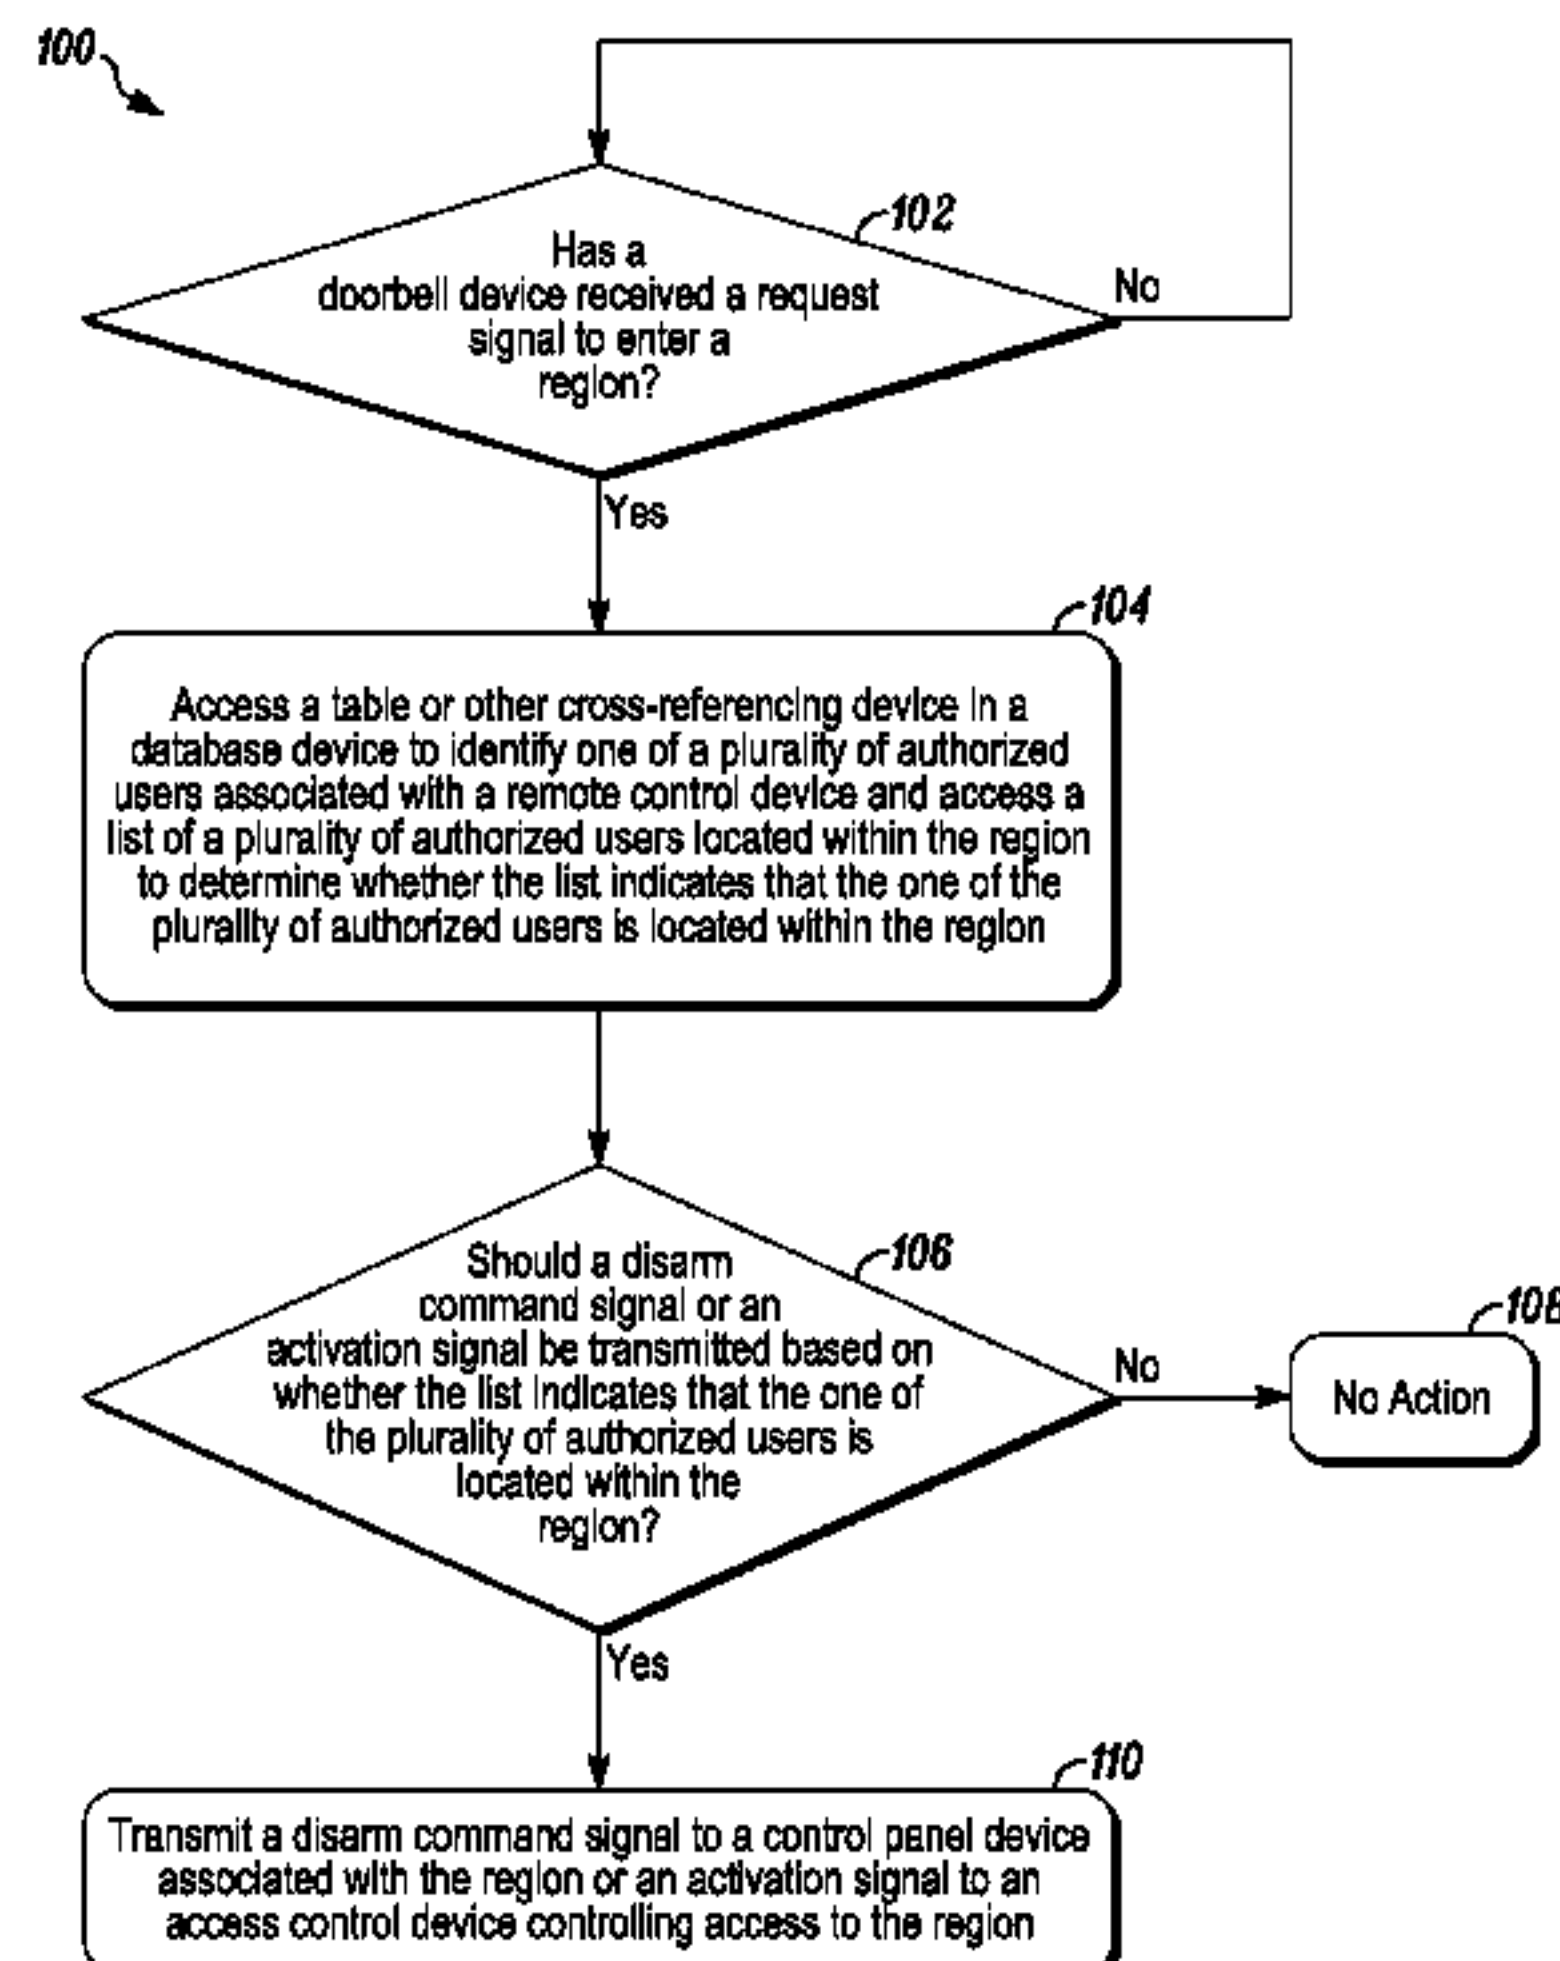 100
102
Has a
doorbell device received a request
signal to enter a
region?
No
Yes
104
Access a table or other cross-referencing device in a
database device to identify one of a plurality of authorized
users associated with a remote control device and access a
list of a plurality of authorized users located within the region
to determine whether the list indicates that the one of the
plurality of authorized users is located within the region
106
Should a disarm
command signal or an
activation signal be transmitted based on
whether the list indicates that the one of
the plurality of authorized users is
located within the
region?
No
108
No Action
Yes
110
Transmit a disarm command signal to a control panel device
associated with the region or an activation signal to an
access control device controlling access to the region